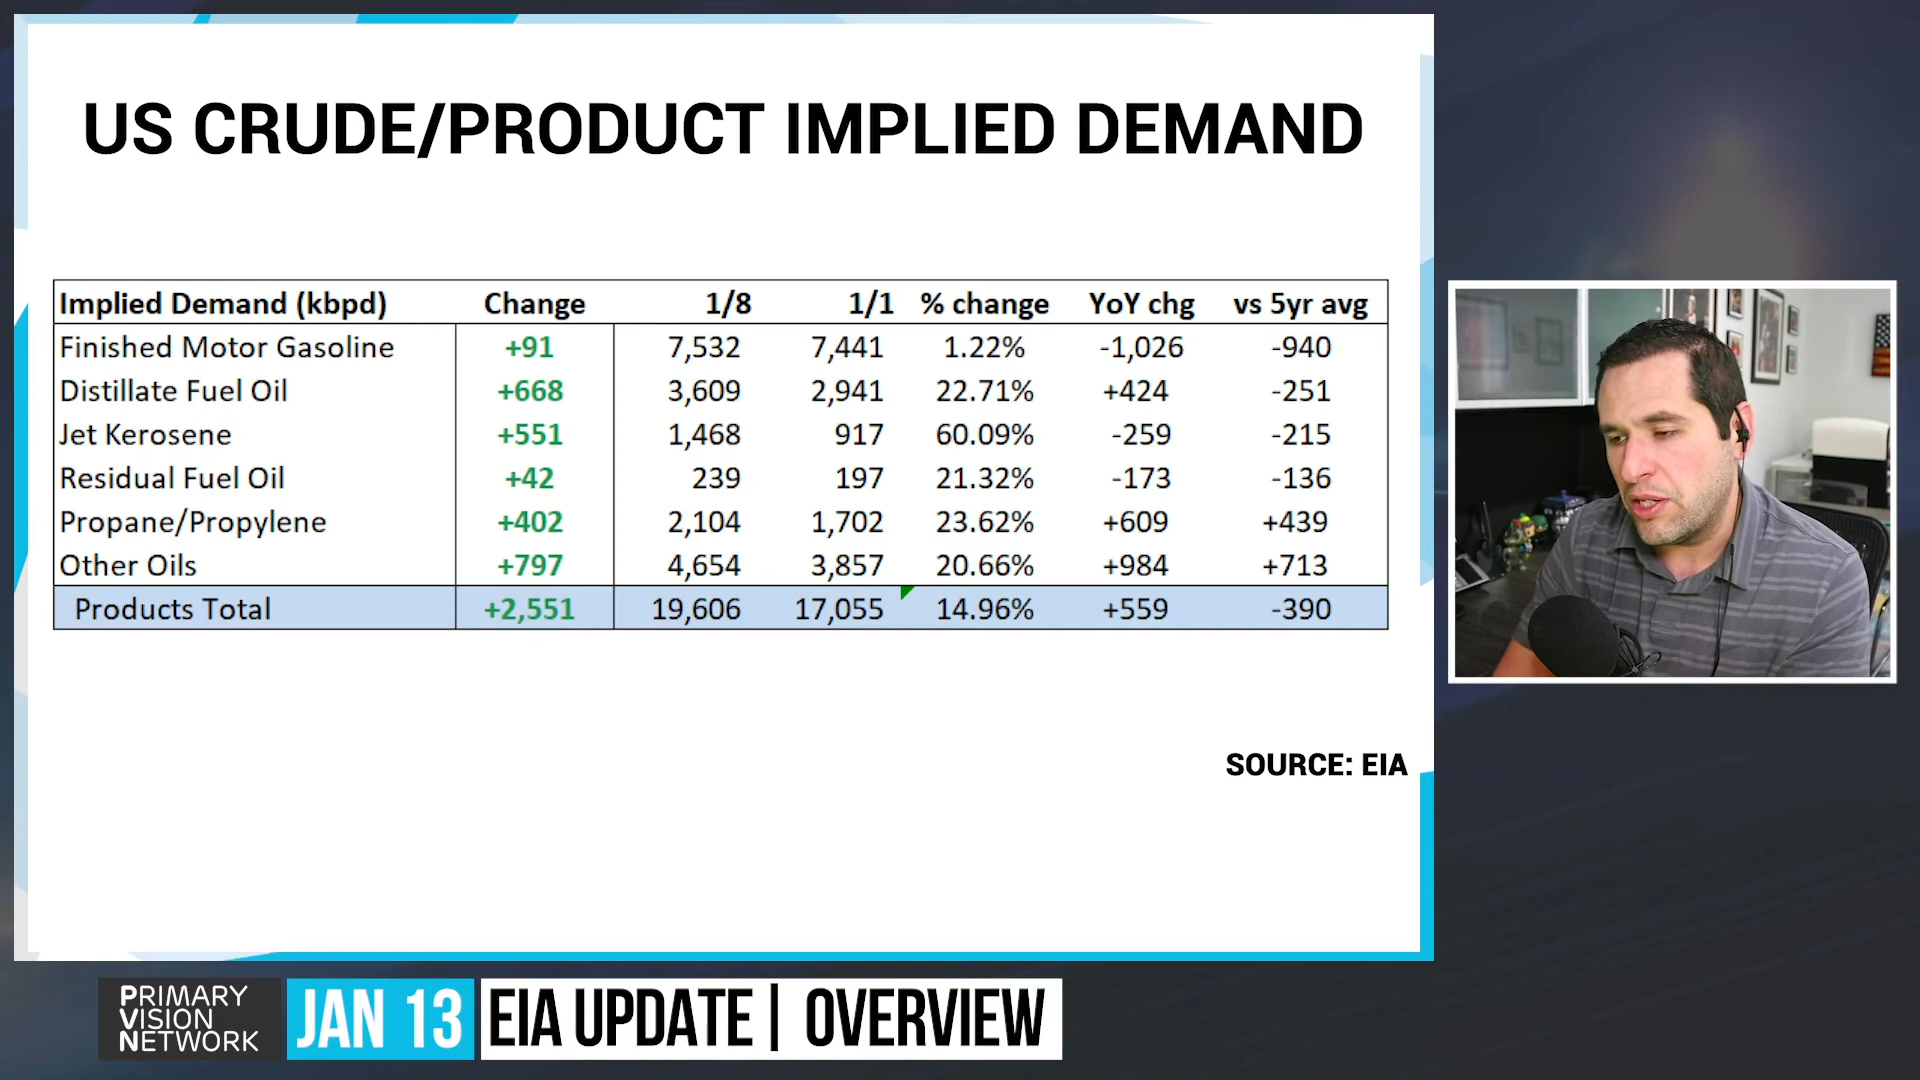 US CRUDE/PRODUCT IMPLIED DEMAND
Implied Demand (kbpd) Change 1/8 1/1 % change YoY chg vs 5yr avg
Finished Motor Gasoline +91 7,532 7,441 1.22% -1,026 -940
Distillate Fuel Oil +668 3,609 2,941 22.71% +424 -251
Jet Kerosene +551 1,468 917 60.09% -259 -215
Residual Fuel Oil +42 239 197 21.32% -173 -136
Propane/Propylene +402 2,104 1,702 23.62% +609 +439
Other Oils +797 4,654 3,857 20.66% +984 +713
Products Total +2,551 19,606 17,055 14.96% +559 -390
SOURCE: EIA
PRIMARY
VISION
NETWORK
JAN 13
EIA UPDATE | OVERVIEW